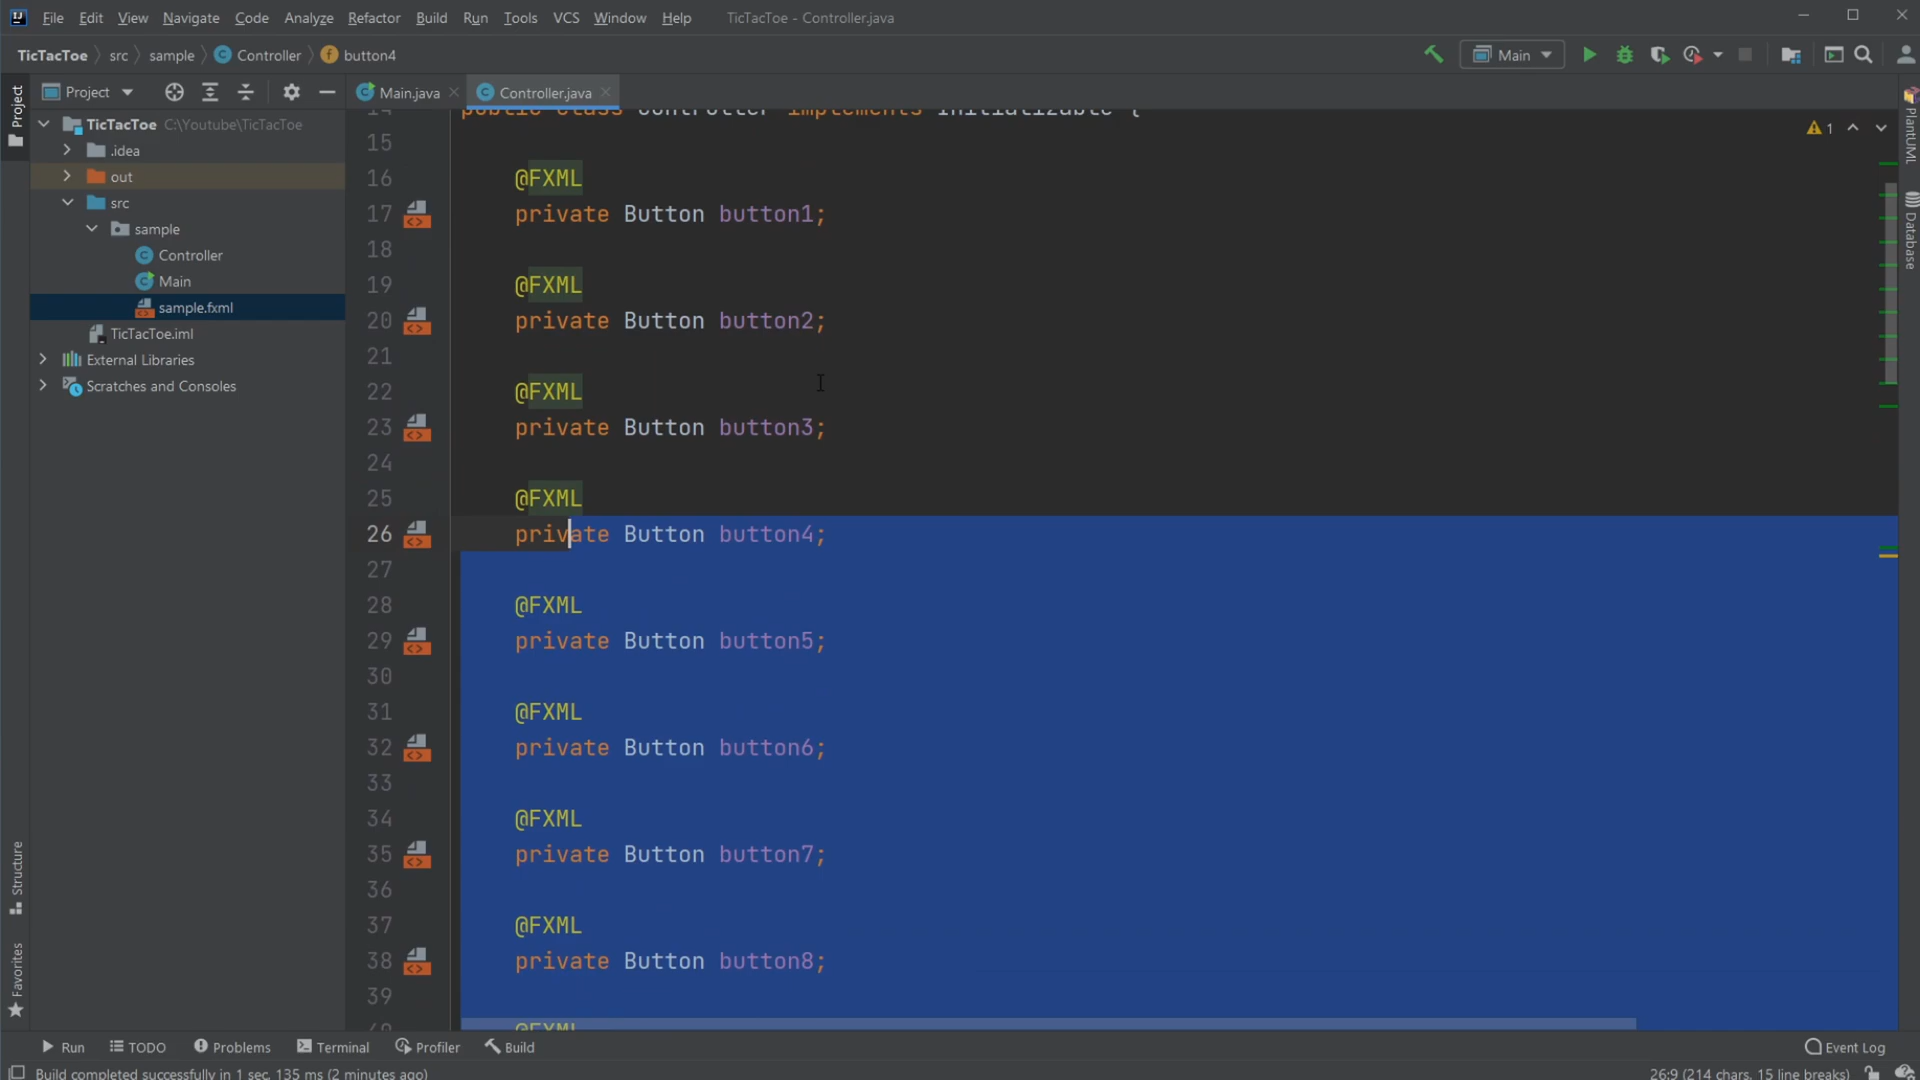 File Edit View Navigate Code Analyze Refactor Build Run Tools VCS Window Help TicTacToe - Controller.java
TicTacToe src sample Controller button4 Main
Project Main.java Controller.java
Project
TicTacToe C:\Youtube\TicTacToe
.idea
out
src
sample
Controller
Main
sample.fxml
TicTacToe.iml
External Libraries
Scratches and Consoles
14 public class Controller implements Initializable {
15
16 @FXML
17 private Button button1;
18
19 @FXML
20 private Button button2;
21
22 @FXML
23 private Button button3;
24
25 @FXML
26 private Button button4;
27
28 @FXML
29 private Button button5;
30
31 @FXML
32 private Button button6;
33
34 @FXML
35 private Button button7;
36
37 @FXML
38 private Button button8;
39
40 @FXML
1
PlantUML
Database
Structure
Favorites
Run TODO Problems Terminal Profiler Build Event Log
Build completed successfully in 1 sec, 135 ms (2 minutes ago) 26:9 (214 chars, 15 line breaks)